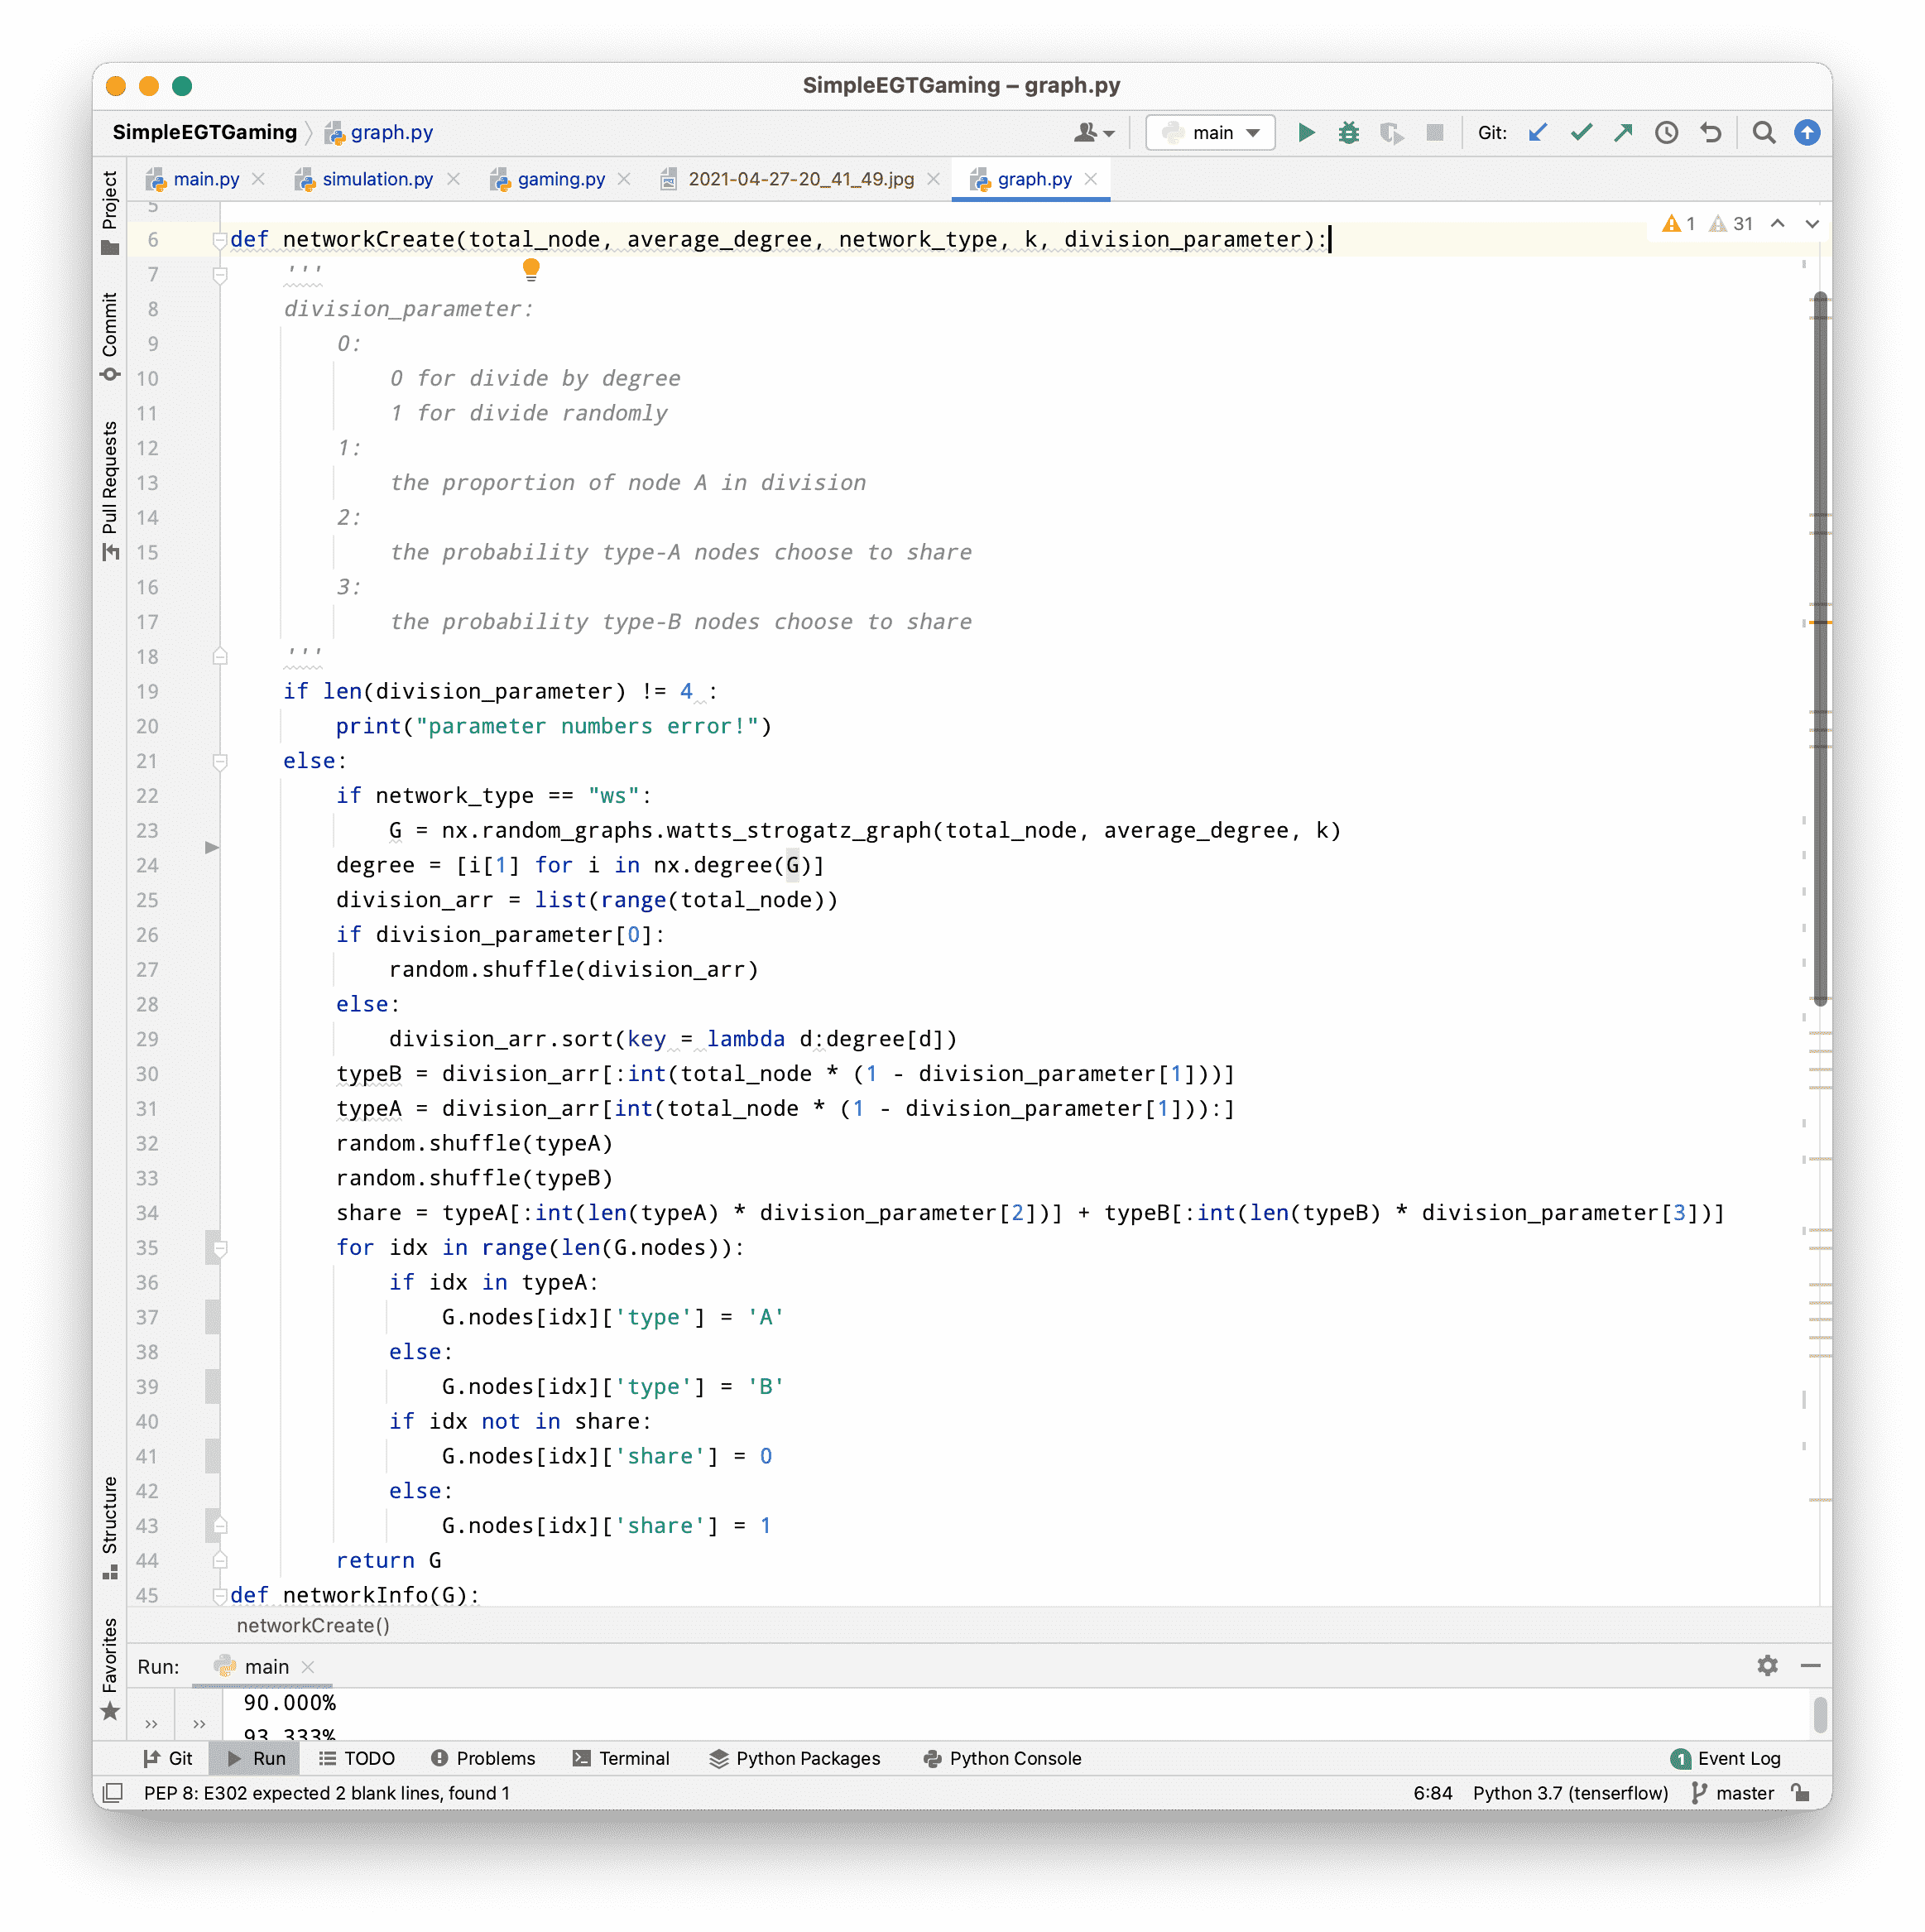 SimpleEGTGaming – graph.py
SimpleEGTGaming graph.py main Git:
main.py simulation.py gaming.py 2021-04-27-20_41_49.jpg graph.py
Project
Commit
Pull Requests
Structure
Favorites
1 31
5
6 def networkCreate(total_node, average_degree, network_type, k, division_parameter):
7 '''
8 division_parameter:
9 0:
10 0 for divide by degree
11 1 for divide randomly
12 1:
13 the proportion of node A in division
14 2:
15 the probability type-A nodes choose to share
16 3:
17 the probability type-B nodes choose to share
18 '''
19 if len(division_parameter) != 4 :
20 print("parameter numbers error!")
21 else:
22 if network_type == "ws":
23 G = nx.random_graphs.watts_strogatz_graph(total_node, average_degree, k)
24 degree = [i[1] for i in nx.degree(G)]
25 division_arr = list(range(total_node))
26 if division_parameter[0]:
27 random.shuffle(division_arr)
28 else:
29 division_arr.sort(key = lambda d:degree[d])
30 typeB = division_arr[:int(total_node * (1 - division_parameter[1]))]
31 typeA = division_arr[int(total_node * (1 - division_parameter[1])):]
32 random.shuffle(typeA)
33 random.shuffle(typeB)
34 share = typeA[:int(len(typeA) * division_parameter[2])] + typeB[:int(len(typeB) * division_parameter[3])]
35 for idx in range(len(G.nodes)):
36 if idx in typeA:
37 G.nodes[idx]['type'] = 'A'
38 else:
39 G.nodes[idx]['type'] = 'B'
40 if idx not in share:
41 G.nodes[idx]['share'] = 0
42 else:
43 G.nodes[idx]['share'] = 1
44 return G
45 def networkInfo(G):
networkCreate()
Run: main
90.000%
93.333%
Git Run TODO Problems Terminal Python Packages Python Console 1 Event Log
PEP 8: E302 expected 2 blank lines, found 1 6:84 Python 3.7 (tenserflow) master